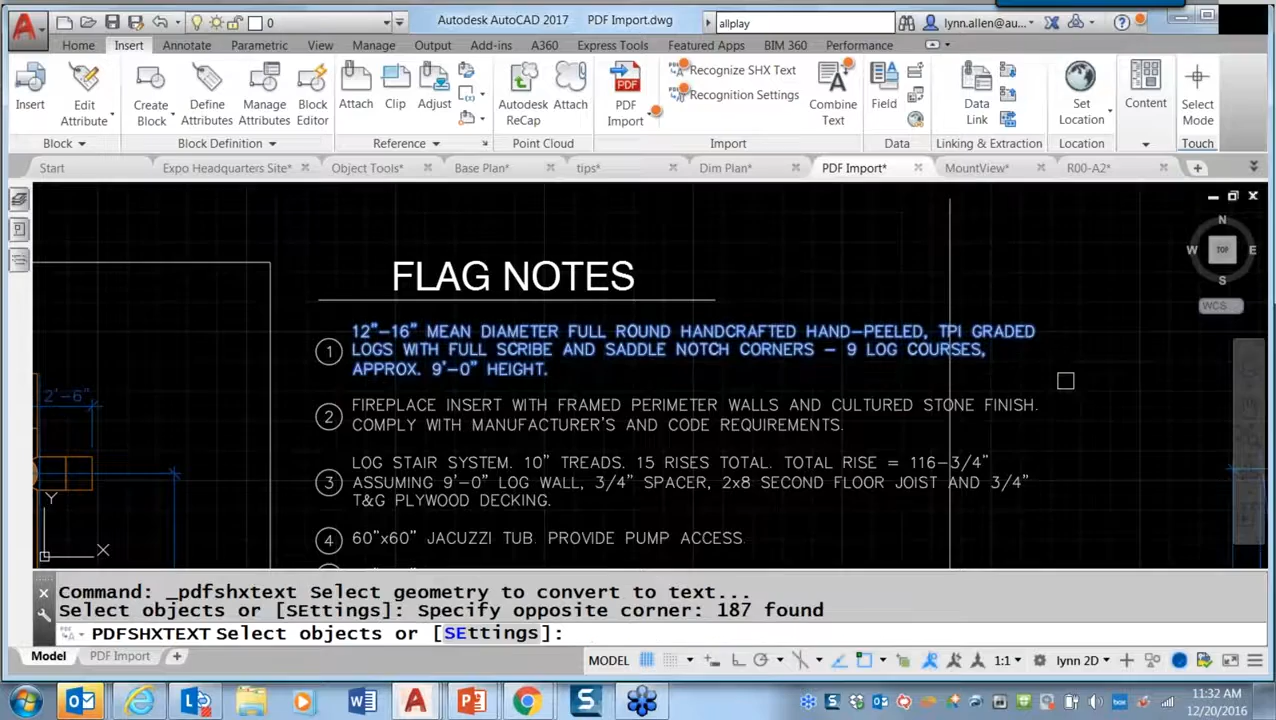 Autodesk AutoCAD 2017 PDF Import.dwg
allplay
lynn.allen@au...
0
Home Insert Annotate Parametric View Manage Output Add-ins A360 Express Tools Featured Apps BIM 360 Performance
Insert
Edit Attribute
Create Block
Define Attributes
Manage Attributes
Block Editor
Attach
Clip
Adjust
Autodesk ReCap
Attach
PDF Import
Recognize SHX Text
Recognition Settings
Combine Text
Field
Data Link
Set Location
Content
Select Mode
Block Block Definition Reference Point Cloud Import Data Linking & Extraction Location Touch
Start Expo Headquarters Site* Object Tools* Base Plan* tips* Dim Plan* PDF Import* MountView* R00-A2*
N
W TOP E
S
WCS
FLAG NOTES
1
12"-16" MEAN DIAMETER FULL ROUND HANDCRAFTED HAND-PEELED, TPI GRADED
LOGS WITH FULL SCRIBE AND SADDLE NOTCH CORNERS - 9 LOG COURSES,
APPROX. 9'-0" HEIGHT.
2
FIREPLACE INSERT WITH FRAMED PERIMETER WALLS AND CULTURED STONE FINISH.
COMPLY WITH MANUFACTURER'S AND CODE REQUIREMENTS.
3
LOG STAIR SYSTEM. 10" TREADS. 15 RISES TOTAL. TOTAL RISE = 116-3/4"
ASSUMING 9'-0" LOG WALL, 3/4" SPACER, 2x8 SECOND FLOOR JOIST AND 3/4"
T&G PLYWOOD DECKING.
4
60"x60" JACUZZI TUB. PROVIDE PUMP ACCESS.
2'-6"
Y
X
Command: _pdfshxtext Select geometry to convert to text...
Select objects or [SEttings]: Specify opposite corner: 187 found
PDFSHXTEXT Select objects or [SEttings]:
Model PDF Import
MODEL 1:1 lynn 2D
11:32 AM
12/20/2016